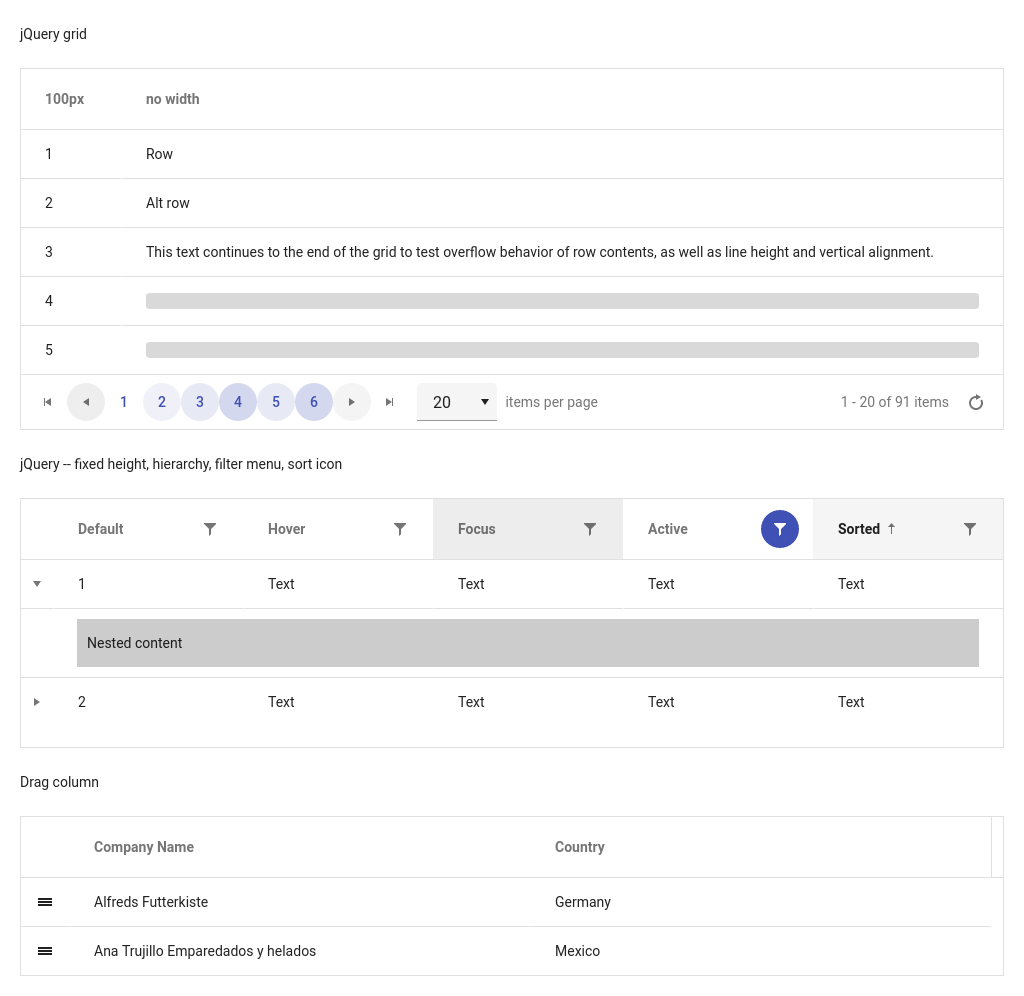 jQuery grid
100px no width
1 Row
2 Alt row
3 This text continues to the end of the grid to test overflow behavior of row contents, as well as line height and vertical alignment.
4
5
1 2 3 4 5 6 20 items per page 1 - 20 of 91 items
jQuery -- fixed height, hierarchy, filter menu, sort icon
Default Hover Focus Active Sorted
1 Text Text Text Text
Nested content
2 Text Text Text Text
Drag column
Company Name Country
Alfreds Futterkiste Germany
Ana Trujillo Emparedados y helados Mexico